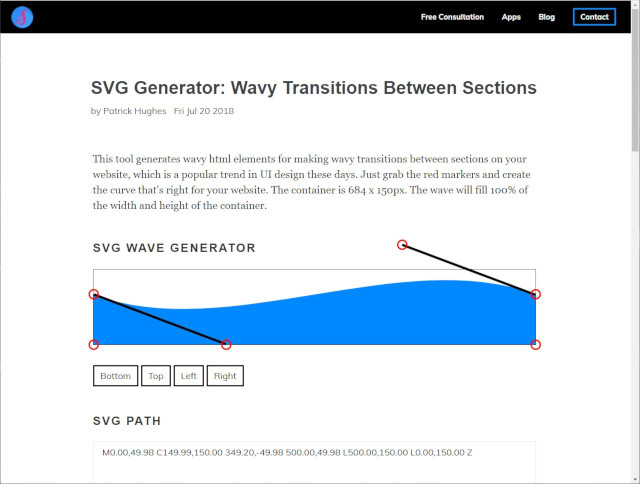 S
Free Consultation Apps Blog Contact
SVG Generator: Wavy Transitions Between Sections
by Patrick Hughes Fri Jul 20 2018
This tool generates wavy html elements for making wavy transitions between sections on your
website, which is a popular trend in UI design these days. Just grab the red markers and create
the curve that's right for your website. The container is 684 x 150px. The wave will fill 100% of
the width and height of the container.
SVG WAVE GENERATOR
Bottom Top Left Right
SVG PATH
M0.00,49.98 C149.99,150.00 349.20,-49.98 500.00,49.98 L500.00,150.00 L0.00,150.00 Z